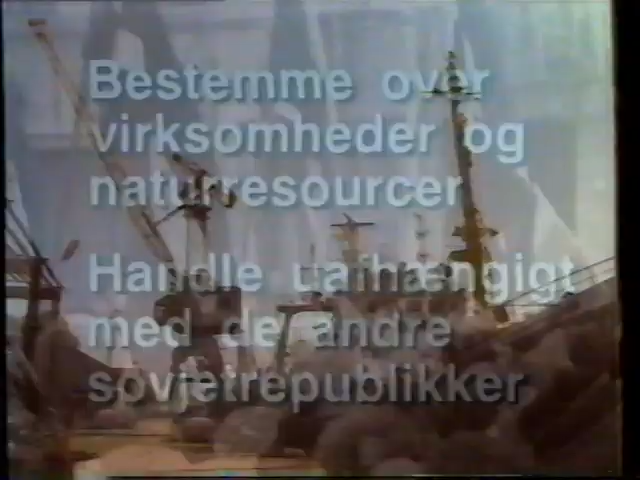 Bestemme over
virksomheder og
naturresourcer
Handle uafhængigt
med de andre
sovjetrepublikker